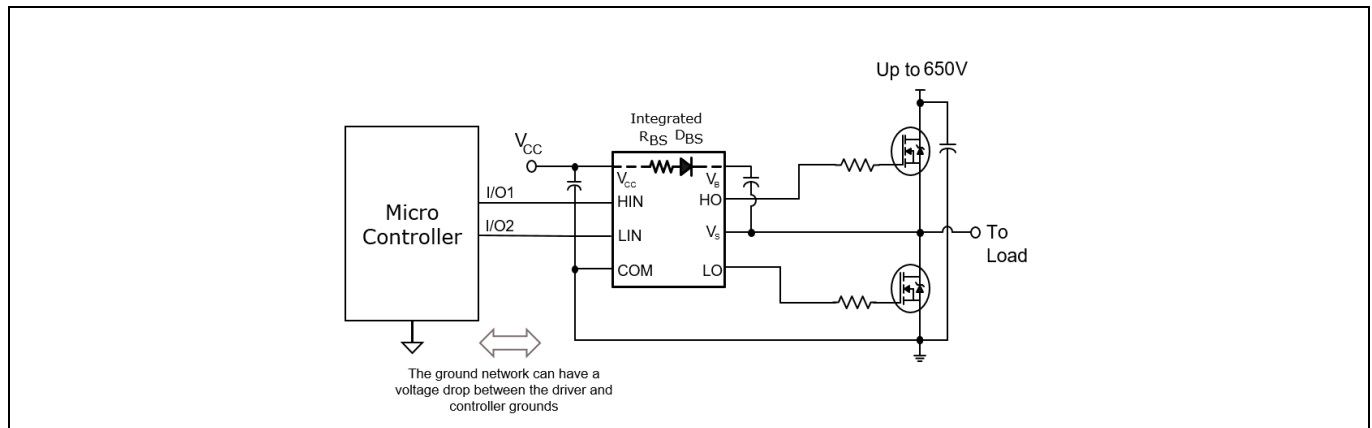 Up to 650V
Integrated
RBS DBS
VCC
VCC
VB
I/O1
HIN
HO
Micro
Controller
I/O2
LIN
VS
To
Load
COM
LO
The ground network can have a
voltage drop between the driver and
controller grounds